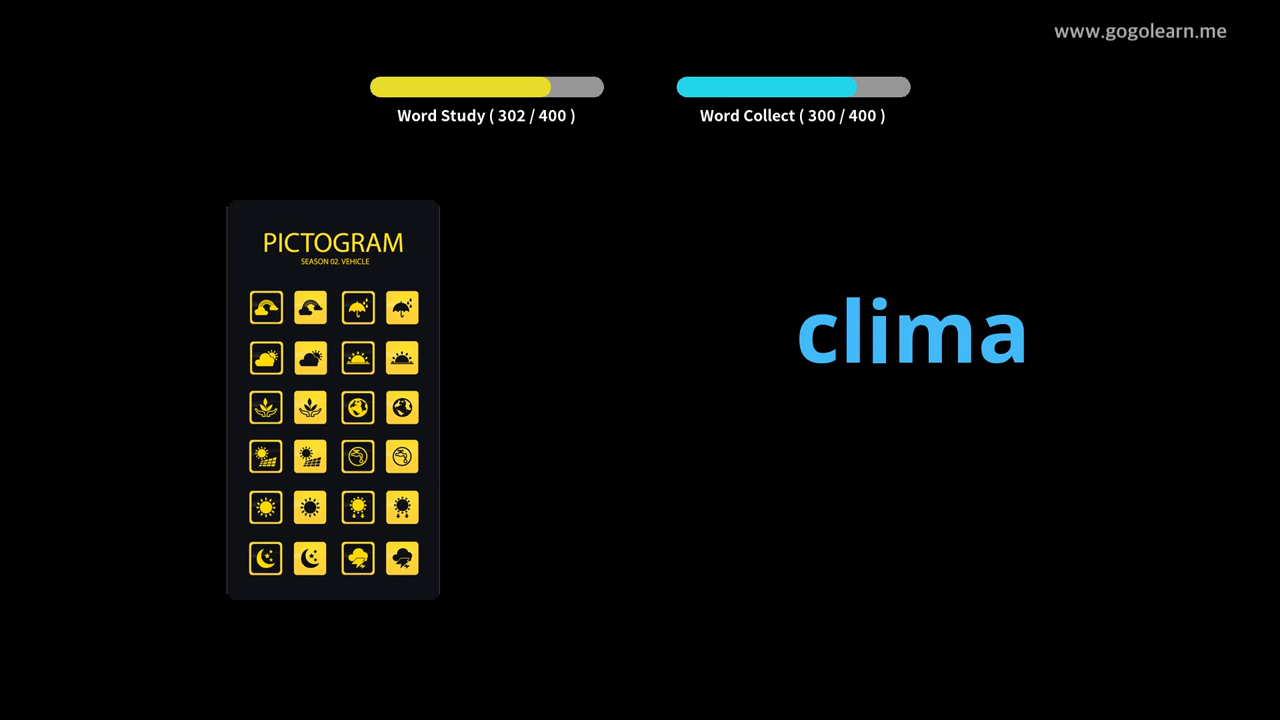 www.gogolearn.me
Word Study ( 302 / 400 )
Word Collect ( 300 / 400 )
PICTOGRAM
SEASON 02. VEHICLE
clima